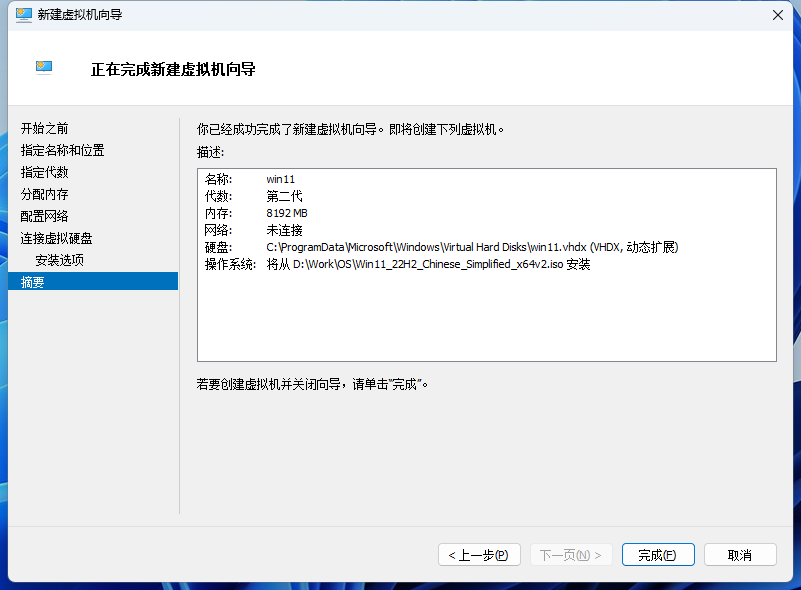 新建虚拟机向导
正在完成新建虚拟机向导
开始之前
指定名称和位置
指定代数
分配内存
配置网络
连接虚拟硬盘
安装选项
摘要
你已经成功完成了新建虚拟机向导。即将创建下列虚拟机。
描述:
名称: win11
代数: 第二代
内存: 8192 MB
网络: 未连接
硬盘: C:\ProgramData\Microsoft\Windows\Virtual Hard Disks\win11.vhdx (VHDX, 动态扩展)
操作系统: 将从 D:\Work\OS\Win11_22H2_Chinese_Simplified_x64v2.iso 安装
若要创建虚拟机并关闭向导，请单击"完成"。
< 上一步(P) 下一页(N) > 完成(F) 取消